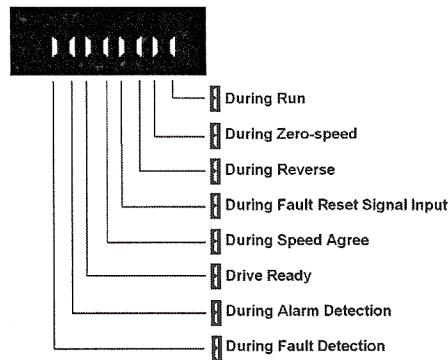 During Run
During Zero-speed
During Reverse
During Fault Reset Signal Input
During Speed Agree
Drive Ready
During Alarm Detection
During Fault Detection